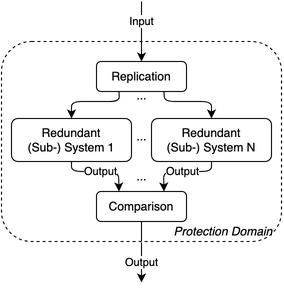 Input
Replication
...
Redundant
(Sub-) System 1
...
Redundant
(Sub-) System N
Output
...
Output
Comparison
Protection Domain
Output